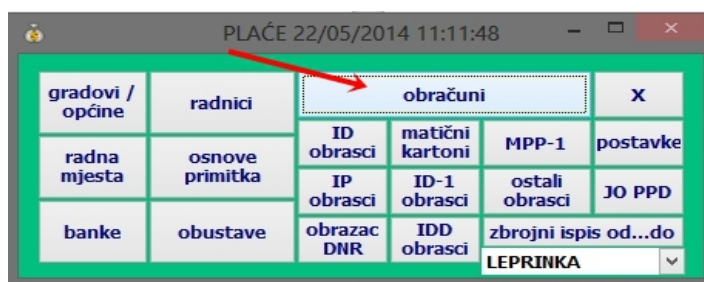 PLAĆE 22/05/2014 11:11:48
gradovi /
općine
radnici
obračuni
X
radna
mjesta
osnove
primitka
ID
obrasci
matični
kartoni
MPP-1
postavke
IP
obrasci
ID-1
obrasci
ostali
obrasci
JO PPD
banke
obustave
obrazac
DNR
IDD
obrasci
zbrojni ispis od...do
LEPRINKA